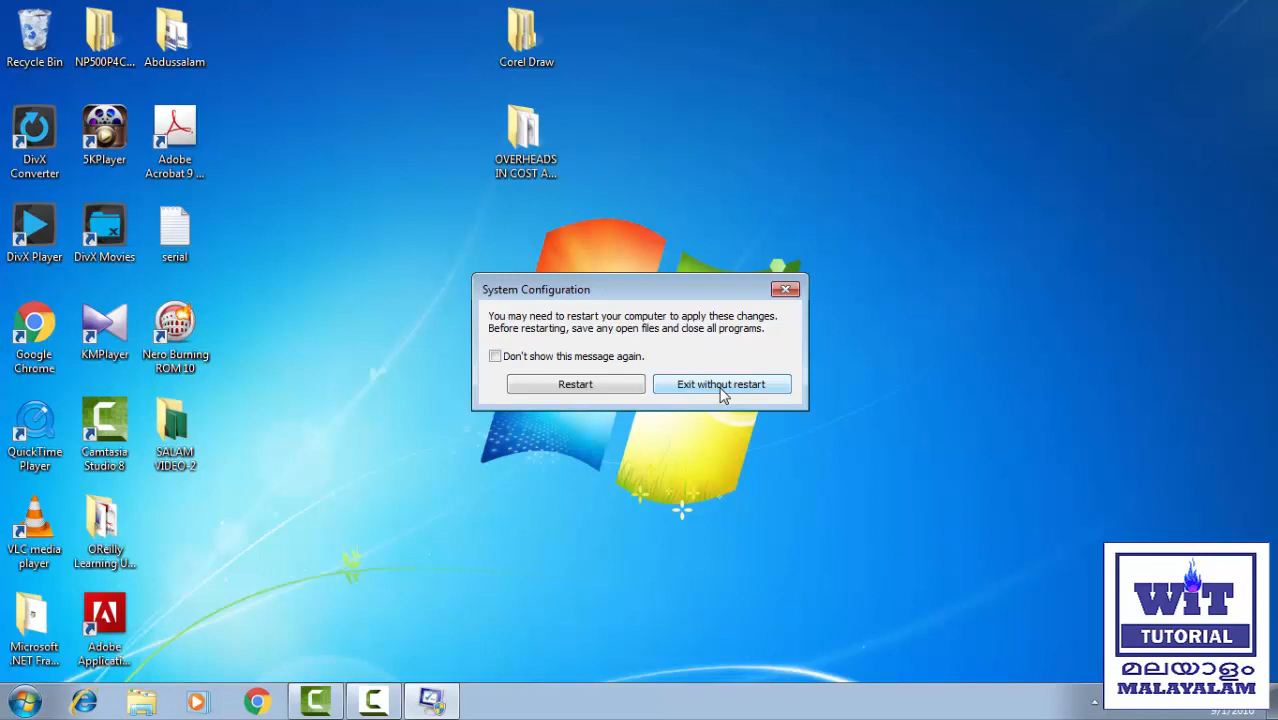 Recycle Bin
NP500P4C...
Abdussalam
Corel Draw
DivX
Converter
5KPlayer
Adobe
Acrobat 9 ...
OVERHEADS
IN COST A...
DivX Player
DivX Movies
serial
System Configuration
You may need to restart your computer to apply these changes.
Before restarting, save any open files and close all programs.
Don't show this message again.
Restart
Exit without restart
Google
Chrome
KMPlayer
Nero Burning
ROM 10
QuickTime
Player
Camtasia
Studio 8
SALAM
VIDEO-2
VLC media
player
OReilly
Learning U...
Microsoft
.NET Fra...
Adobe
Applicati...
WiT
TUTORIAL
മലയാളം
MALAYALAM
9/1/2016